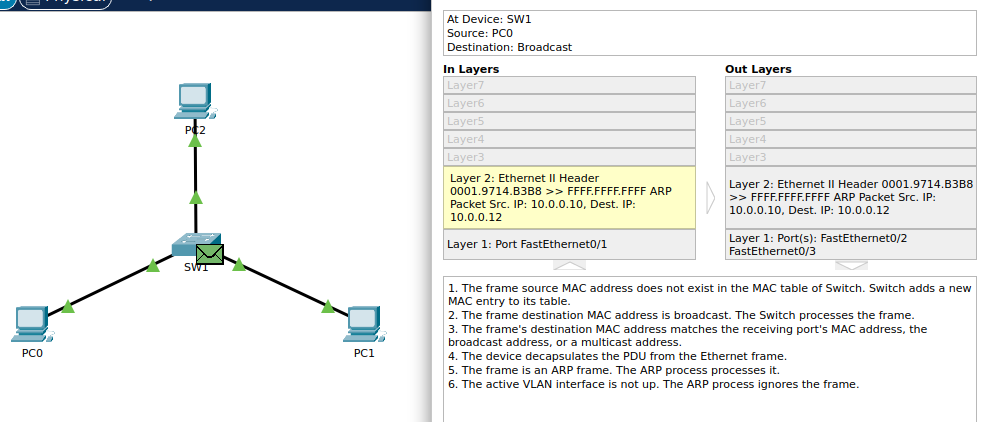 Physical
PC2
SW1
PC0
PC1
At Device: SW1
Source: PC0
Destination: Broadcast
In Layers
Layer7
Layer6
Layer5
Layer4
Layer3
Layer 2: Ethernet II Header
0001.9714.B3B8 >> FFFF.FFFF.FFFF ARP
Packet Src. IP: 10.0.0.10, Dest. IP:
10.0.0.12
Layer 1: Port FastEthernet0/1
Out Layers
Layer7
Layer6
Layer5
Layer4
Layer3
Layer 2: Ethernet II Header 0001.9714.B3B8
>> FFFF.FFFF.FFFF ARP Packet Src. IP:
10.0.0.10, Dest. IP: 10.0.0.12
Layer 1: Port(s): FastEthernet0/2
FastEthernet0/3
1. The frame source MAC address does not exist in the MAC table of Switch. Switch adds a new
MAC entry to its table.
2. The frame destination MAC address is broadcast. The Switch processes the frame.
3. The frame's destination MAC address matches the receiving port's MAC address, the
broadcast address, or a multicast address.
4. The device decapsulates the PDU from the Ethernet frame.
5. The frame is an ARP frame. The ARP process processes it.
6. The active VLAN interface is not up. The ARP process ignores the frame.